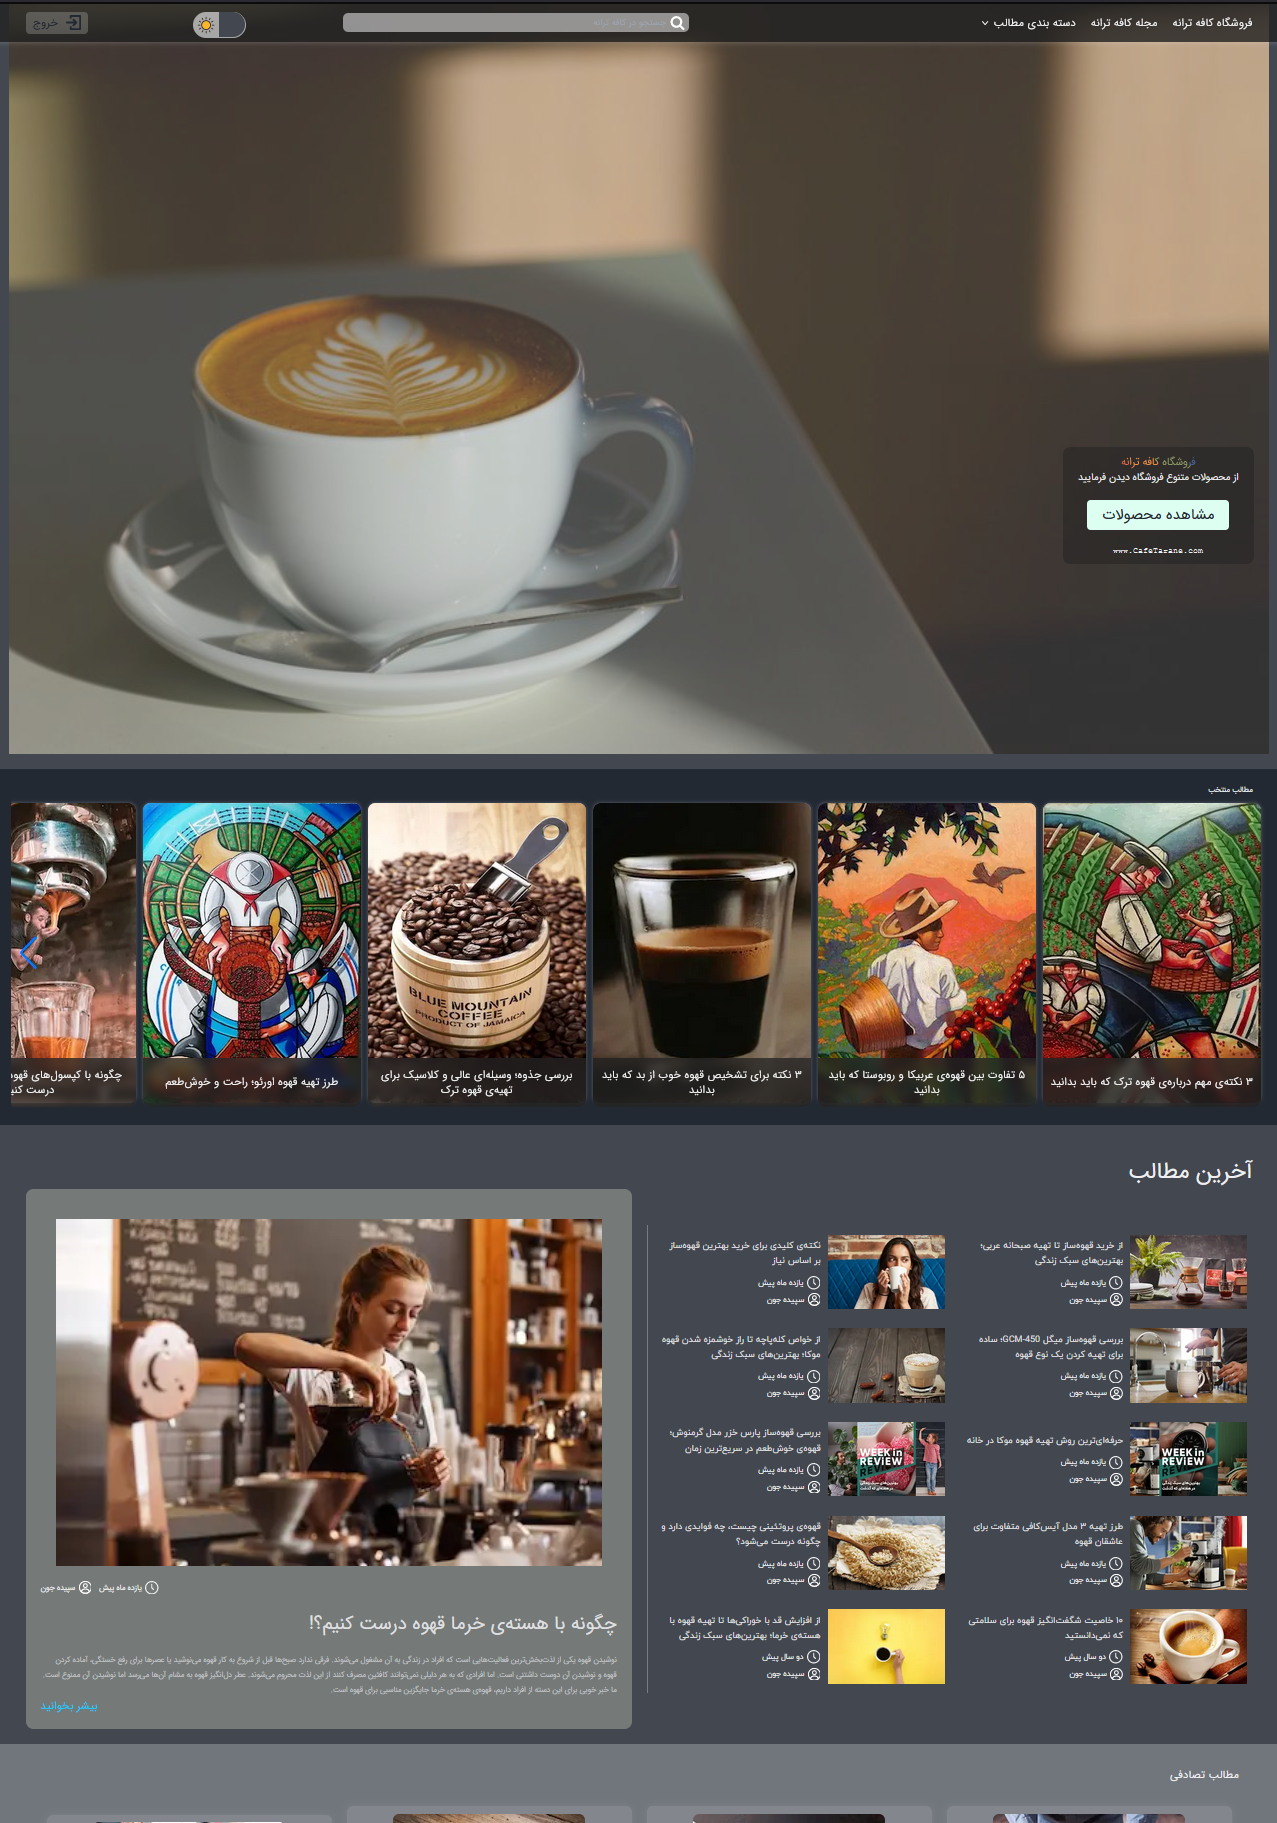 فروشگاه کافه ترانه
مجله کافه ترانه
دسته بندی مطالب
جستجو در کافه ترانه
خروج
فروشگاه کافه ترانه
از محصولات متنوع فروشگاه دیدن فرمایید
مشاهده محصولات
www.CafeTarane.com
مطالب منتخب
۳ نکته‌ی مهم درباره‌ی قهوه ترک که باید بدانید
۵ تفاوت بین قهوه‌ی عربیکا و روبوستا که باید
بدانید
۳ نکته برای تشخیص قهوه خوب از بد که باید
بدانید
BLUE MOUNTAIN
COFFEE
PRODUCT OF JAMAICA
بررسی جذوه؛ وسیله‌ای عالی و کلاسیک برای
تهیه‌ی قهوه ترک
طرز تهیه قهوه اورئو؛ راحت و خوش‌طعم
چگونه با کپسول‌های قهوه
درست کنی
آخرین مطالب
از خرید قهوه‌ساز تا تهیه صبحانه عربی؛
بهترین‌های سبک زندگی
یازده ماه پیش
سپیده جون
نکته‌ی کلیدی برای خرید بهترین قهوه‌ساز
بر اساس نیاز
یازده ماه پیش
سپیده جون
بررسی قهوه‌ساز میگل GCM-450؛ ساده
برای تهیه کردن یک نوع قهوه
یازده ماه پیش
سپیده جون
از خواص کله‌پاچه تا راز خوشمزه شدن قهوه
موکا؛ بهترین‌های سبک زندگی
یازده ماه پیش
سپیده جون
WEEK in
REVIEW
حرفه‌ای‌ترین روش تهیه قهوه موکا در خانه
یازده ماه پیش
سپیده جون
WEEK in
REVIEW
بررسی قهوه‌ساز پارس خزر مدل گرمنوش؛
قهوه‌ی خوش‌طعم در سریع‌ترین زمان
یازده ماه پیش
سپیده جون
طرز تهیه ۳ مدل آیس‌کافی متفاوت برای
عاشقان قهوه
یازده ماه پیش
سپیده جون
قهوه‌ی پروتئینی چیست، چه فوایدی دارد و
چگونه درست می‌شود؟
یازده ماه پیش
سپیده جون
۱۰ خاصیت شگفت‌انگیز قهوه برای سلامتی
که نمی‌دانستید
دو سال پیش
سپیده جون
از افزایش قد با خوراکی‌ها تا تهیه قهوه با
هسته‌ی خرما؛ بهترین‌های سبک زندگی
دو سال پیش
سپیده جون
یازده ماه پیش
سپیده جون
چگونه با هسته‌ی خرما قهوه درست کنیم؟!
نوشیدن قهوه یکی از لذت‌بخش‌ترین فعالیت‌هایی است که افراد در زندگی به آن مشغول می‌شوند. فرقی ندارد صبح‌ها قبل از شروع به کار قهوه می‌نوشید یا عصرها برای رفع خستگی، آماده کردن
قهوه و نوشیدن آن دوست داشتنی است. اما افرادی که به هر دلیلی نمی‌توانند کافئین مصرف کنند از این لذت محروم می‌شوند. عطر دل‌انگیز قهوه به مشام آن‌ها می‌رسد اما نوشیدن آن ممنوع است.
ما خبر خوبی برای این دسته از افراد داریم، قهوه‌ی هسته‌ی خرما جایگزین مناسبی برای قهوه است.
بیشر بخوانید
مطالب تصادفی